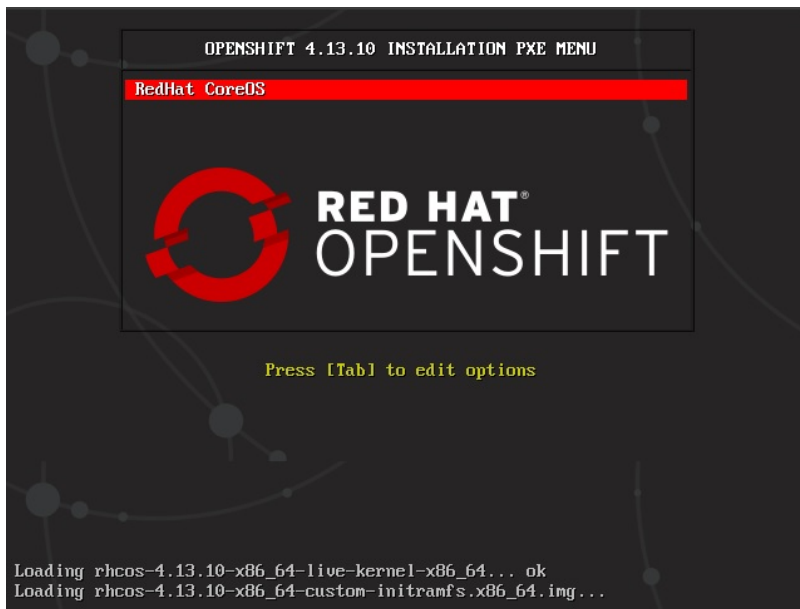 OPENSHIFT 4.13.10 INSTALLATION PXE MENU
RedHat CoreOS
RED HAT®
OPENSHIFT
Press [Tab] to edit options
Loading rhcos-4.13.10-x86_64-live-kernel-x86_64... ok
Loading rhcos-4.13.10-x86_64-custom-initramfs.x86_64.img...